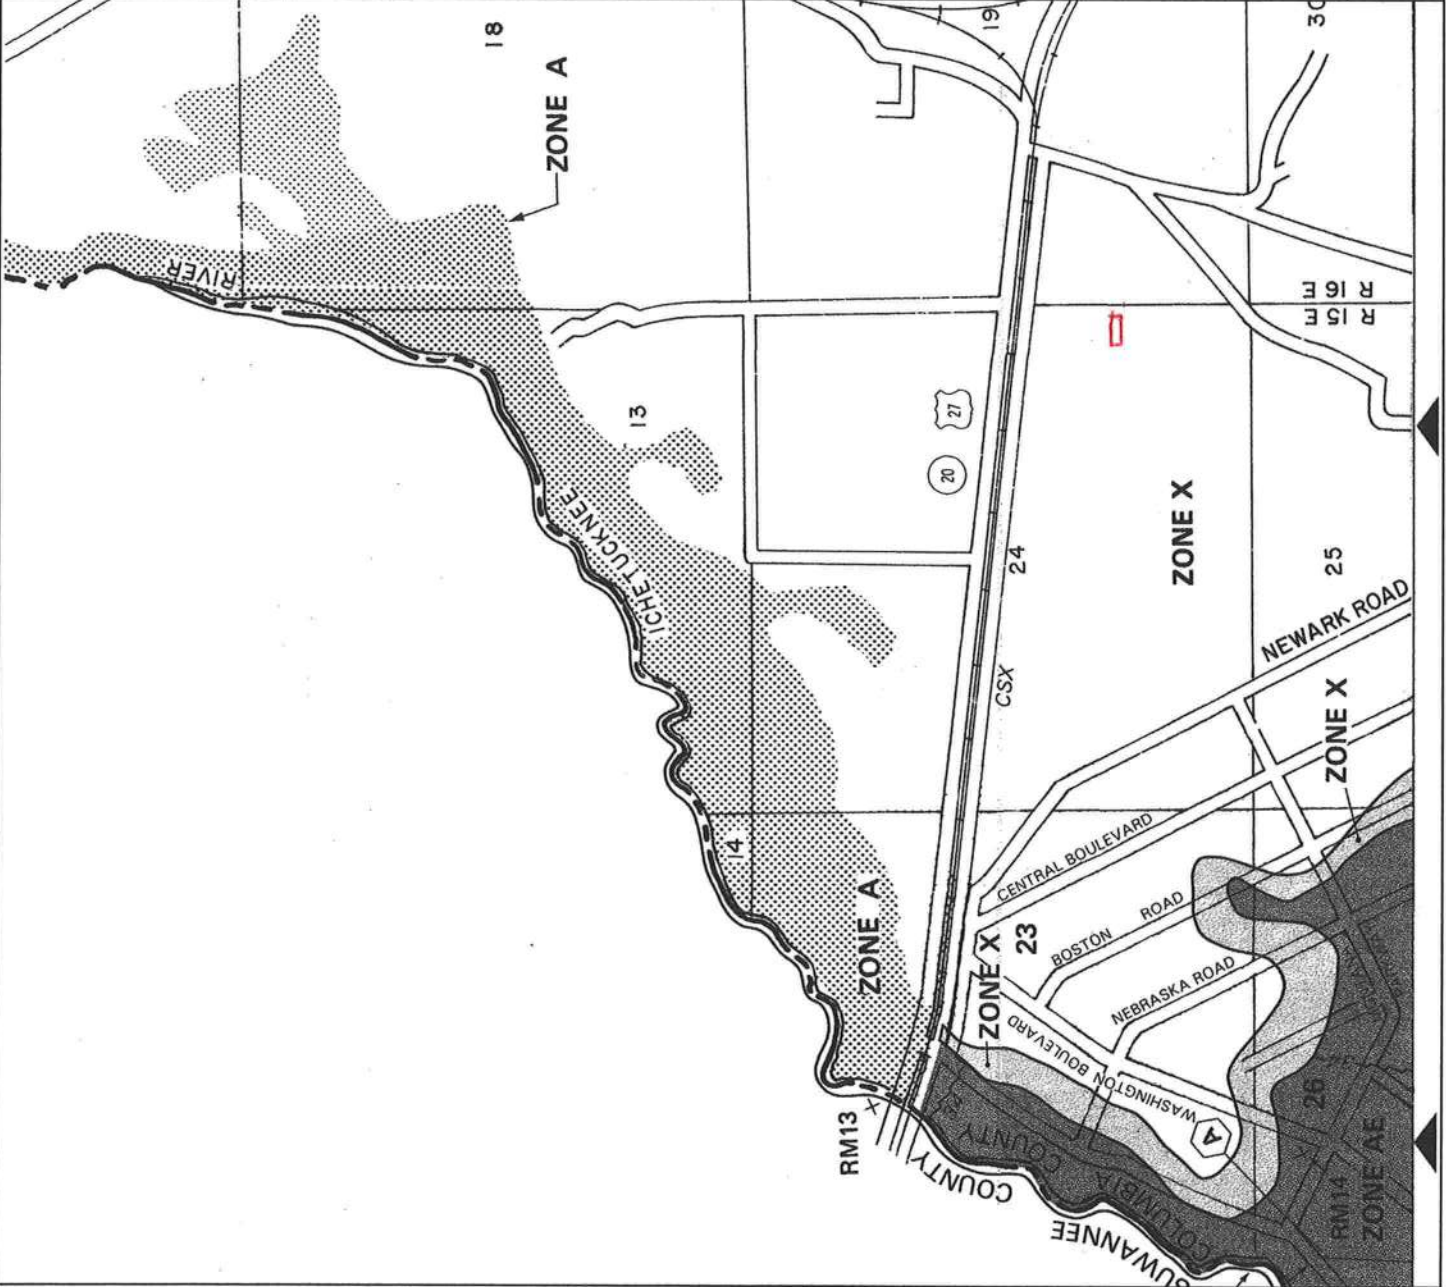 18
ZONE A
19
30
RIVER
R 16 E
R 15 E
13
27
20
ICHETUCKNEE
24
ZONE X
25
NEWARK ROAD
CSX
ZONE X
14
CENTRAL BOULEVARD
ZONE A
BOSTON ROAD
23
ZONE X
NEBRASKA ROAD
WASHINGTON BOULEVARD
A
26
RM13
RM14
ZONE AE
COUNTY
COLUMBIA
COUNTY
SUWANNEE